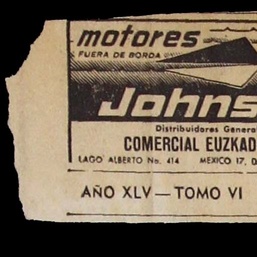 motores
FUERA DE BORDA
Johns
Distribuidores Genera
COMERCIAL EUZKAD
LAGO ALBERTO No. 414 MEXICO 17, D
AÑO XLV — TOMO VI